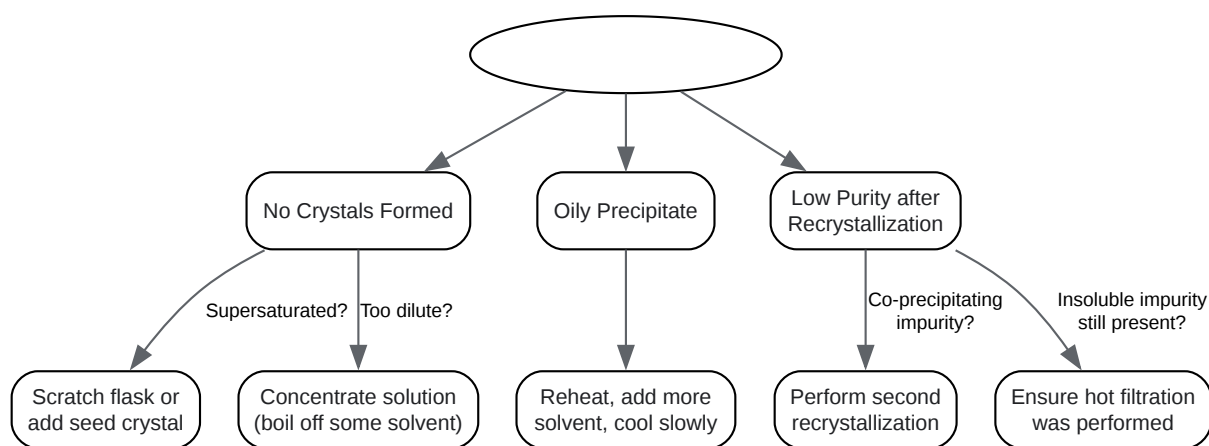 No Crystals Formed
Oily Precipitate
Low Purity after
Recrystallization
Supersaturated?
Too dilute?
Co-precipitating
impurity?
Insoluble impurity
still present?
Scratch flask or
add seed crystal
Concentrate solution
(boil off some solvent)
Reheat, add more
solvent, cool slowly
Perform second
recrystallization
Ensure hot filtration
was performed